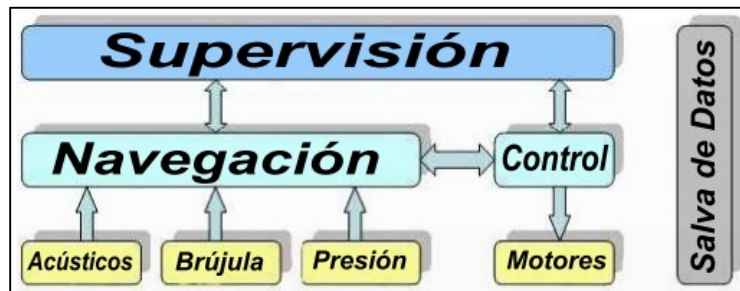 Supervisión
Navegación
Control
Acústicos
Brújula
Presión
Motores
Salva de Datos